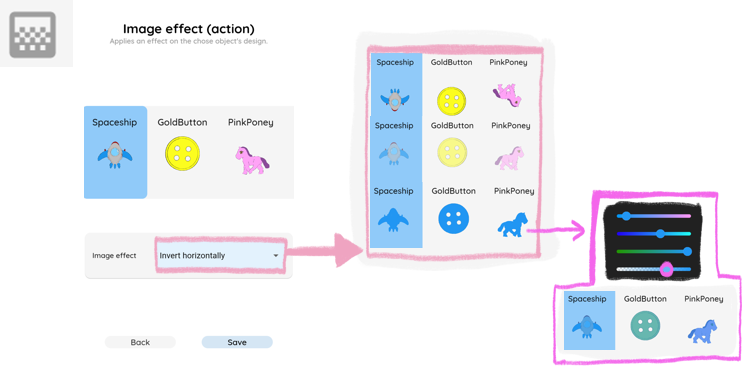 Image effect (action)
Applies an effect on the chose object's design.
Spaceship GoldButton PinkPoney
Image effect Invert horizontally
Back Save
Spaceship GoldButton PinkPoney
Spaceship GoldButton PinkPoney
Spaceship GoldButton PinkPoney
Spaceship GoldButton PinkPoney